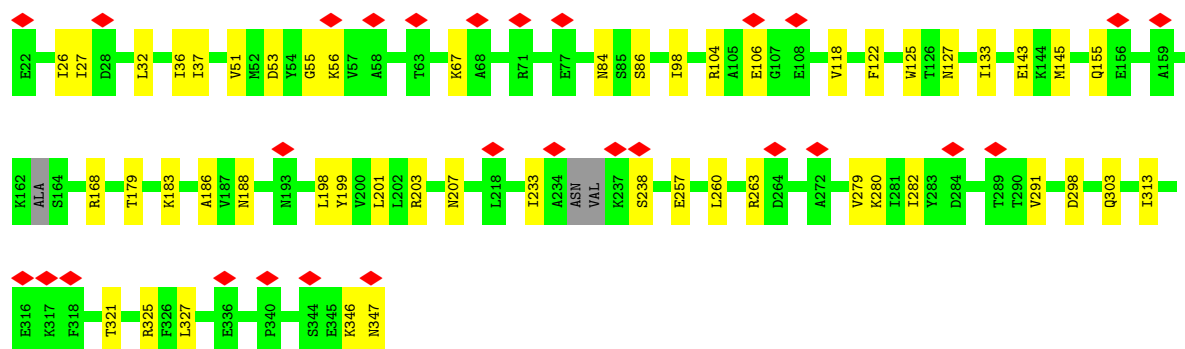 E22 I26 I27 D28 L32 I36 I37 V51 M52 D53 Y54 G55 K56 V57 A58 T63 K67 A68 R71 E77 N84 S85 S86 I98 R104 A105 E106 G107 E108 V118 F122 W125 T126 N127 I133 E143 K144 M145 Q155 E156 A159
K162 ALA S164 R168 T179 K183 A186 V187 N188 N193 L198 Y199 V200 L201 L202 R203 N207 L218 I233 A234 ASN VAL K237 S238 E257 L260 R263 D264 A272 V279 K280 I281 I282 Y283 D284 T289 T290 V291 D298 Q303 I313
E316 K317 F318 T321 R325 F326 L327 E336 P340 S344 E345 K346 N347